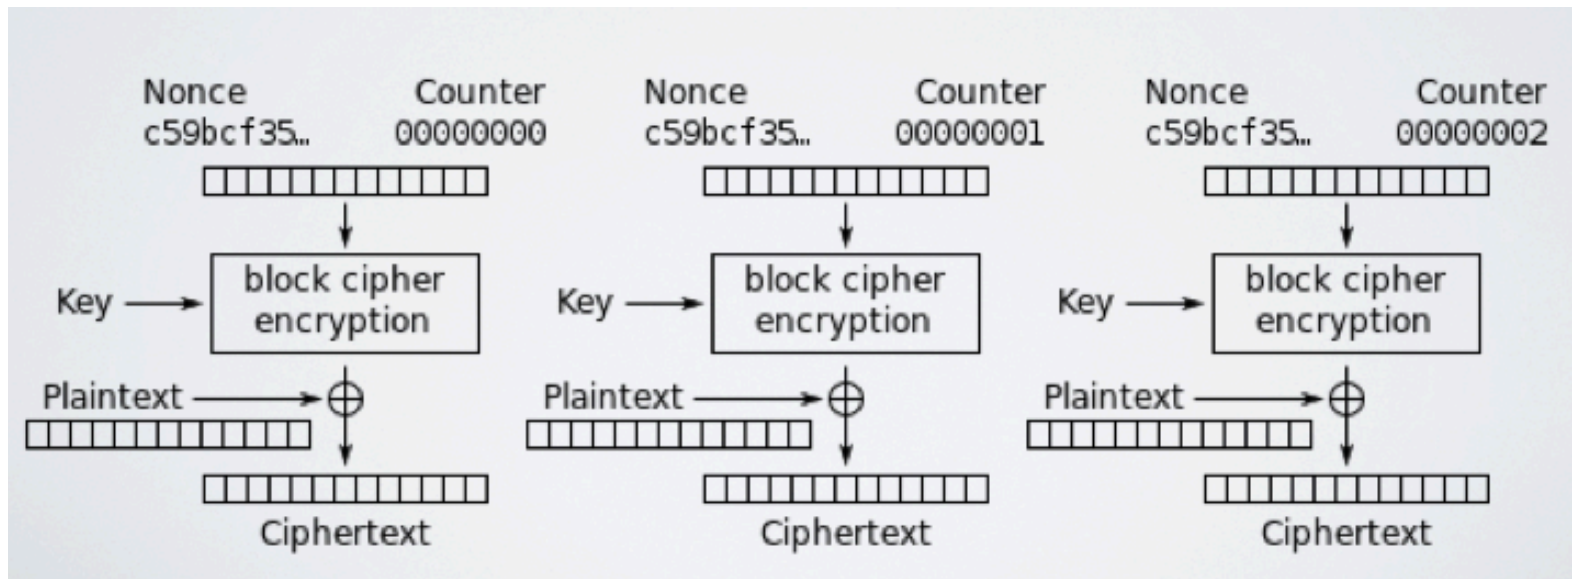 Nonce Counter Nonce Counter Nonce Counter
c59bcf35… 00000000 c59bcf35… 00000001 c59bcf35… 00000002
block cipher block cipher block cipher
Key Key Key
encryption encryption encryption
Plaintext Plaintext Plaintext
Ciphertext Ciphertext Ciphertext